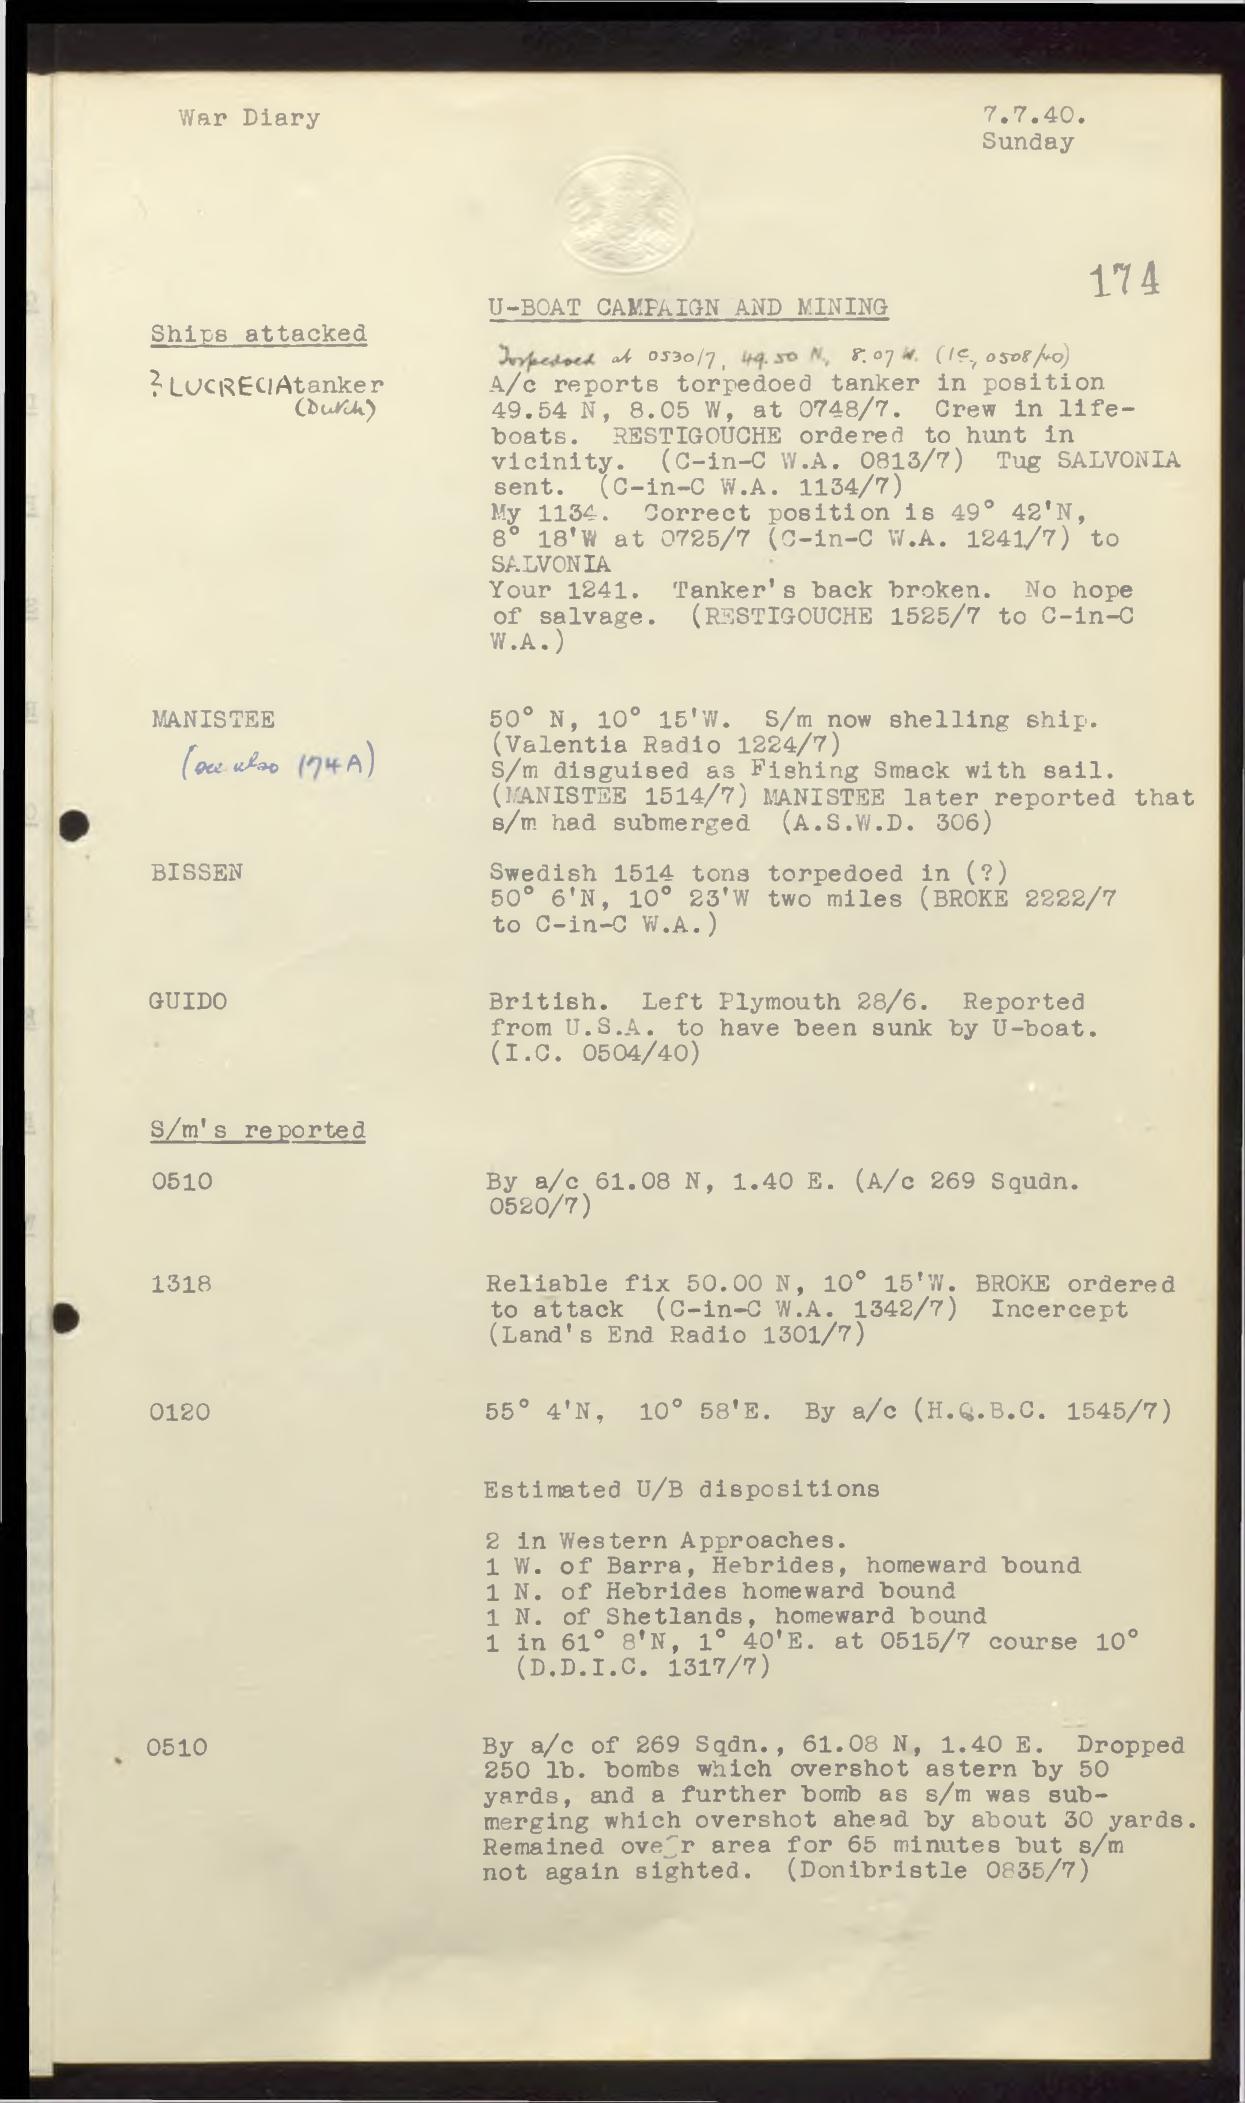 War Diary
7.7.40.
Sunday
174
U-BOAT CAMPAIGN AND MINING
Ships attacked
Torpedoed at 0530/7, 49.50 N, 8.07 W. (IC, 0508/40)
? LUCRECIA tanker
(Dutch)
A/c reports torpedoed tanker in position
49.54 N, 8.05 W, at 0748/7. Crew in life-
boats. RESTIGOUCHE ordered to hunt in
vicinity. (C-in-C W.A. 0813/7) Tug SALVONIA
sent. (C-in-C W.A. 1134/7)
My 1134. Correct position is 49° 42'N,
8° 18'W at 0725/7 (C-in-C W.A. 1241/7) to
SALVONIA
Your 1241. Tanker's back broken. No hope
of salvage. (RESTIGOUCHE 1525/7 to C-in-C
W.A.)
MANISTEE
(see also 174A)
50° N, 10° 15'W. S/m now shelling ship.
(Valentia Radio 1224/7)
S/m disguised as Fishing Smack with sail.
(MANISTEE 1514/7) MANISTEE later reported that
s/m had submerged (A.S.W.D. 306)
BISSEN
Swedish 1514 tons torpedoed in (?)
50° 6'N, 10° 23'W two miles (BROKE 2222/7
to C-in-C W.A.)
GUIDO
British. Left Plymouth 28/6. Reported
from U.S.A. to have been sunk by U-boat.
(I.C. 0504/40)
S/m's reported
0510
By a/c 61.08 N, 1.40 E. (A/c 269 Squdn.
0520/7)
1318
Reliable fix 50.00 N, 10° 15'W. BROKE ordered
to attack (C-in-C W.A. 1342/7) Incercept
(Land's End Radio 1301/7)
0120
55° 4'N, 10° 58'E. By a/c (H.Q.B.C. 1545/7)
Estimated U/B dispositions
2 in Western Approaches.
1 W. of Barra, Hebrides, homeward bound
1 N. of Hebrides homeward bound
1 N. of Shetlands, homeward bound
1 in 61° 8'N, 1° 40'E. at 0515/7 course 10°
(D.D.I.C. 1317/7)
0510
By a/c of 269 Sqdn., 61.08 N, 1.40 E. Dropped
250 lb. bombs which overshot astern by 50
yards, and a further bomb as s/m was sub-
merging which overshot ahead by about 30 yards.
Remained over area for 65 minutes but s/m
not again sighted. (Donibristle 0835/7)